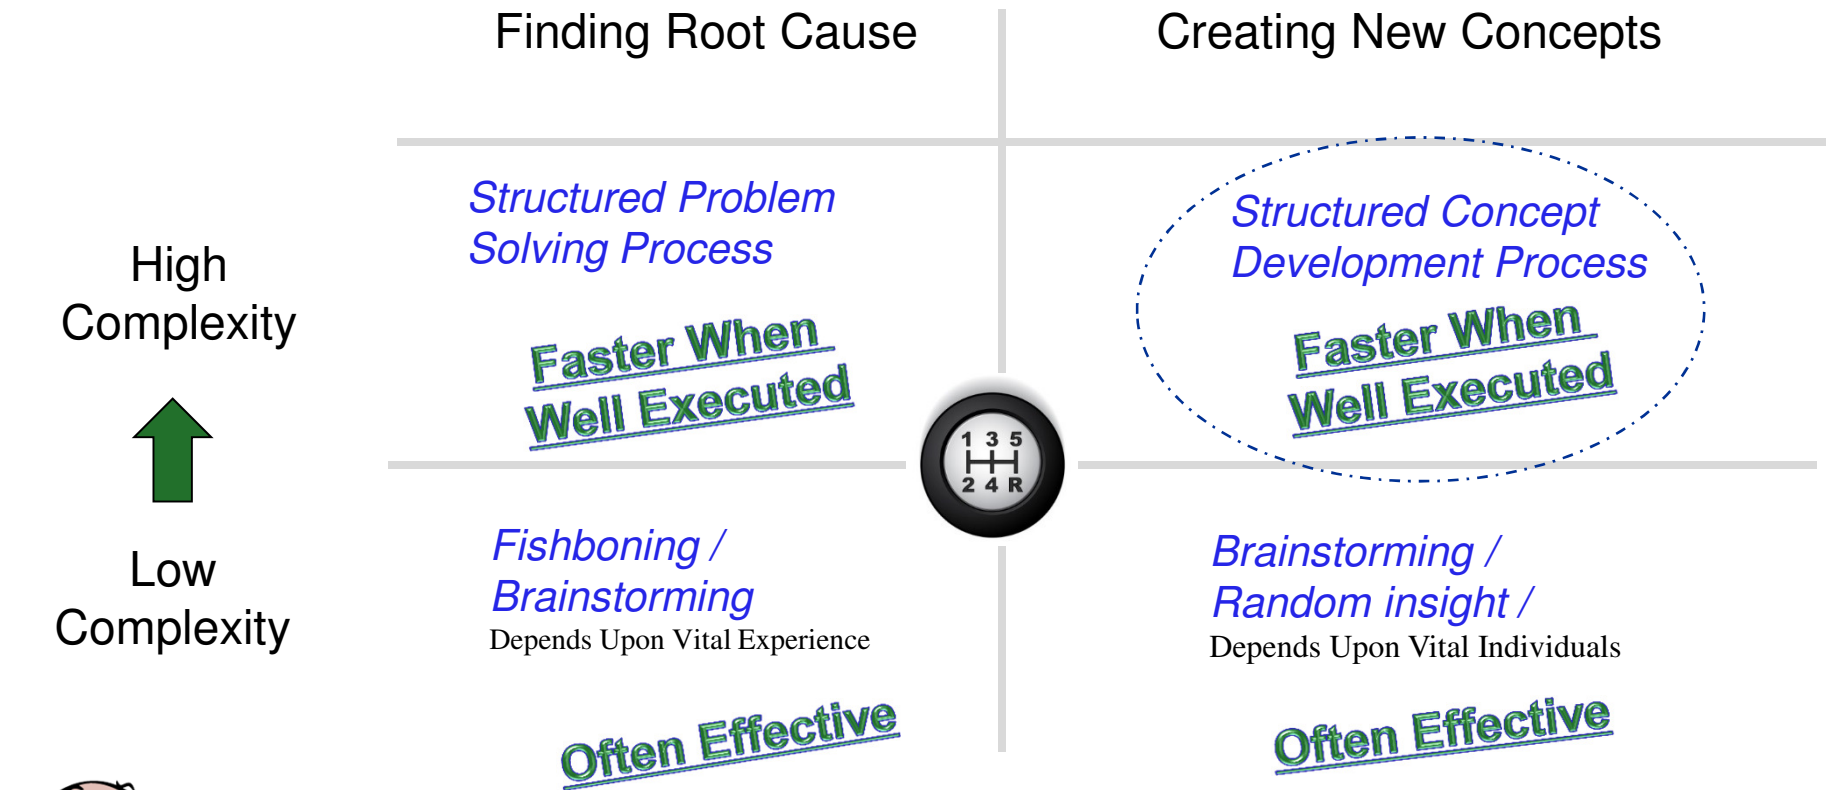 Finding Root Cause
Creating New Concepts
High
Complexity
Structured Problem
Solving Process
Faster When
Well Executed
Structured Concept
Development Process
Faster When
Well Executed
1 3 5
2 4 R
Low
Complexity
Fishboning /
Brainstorming
Depends Upon Vital Experience
Often Effective
Brainstorming /
Random insight /
Depends Upon Vital Individuals
Often Effective